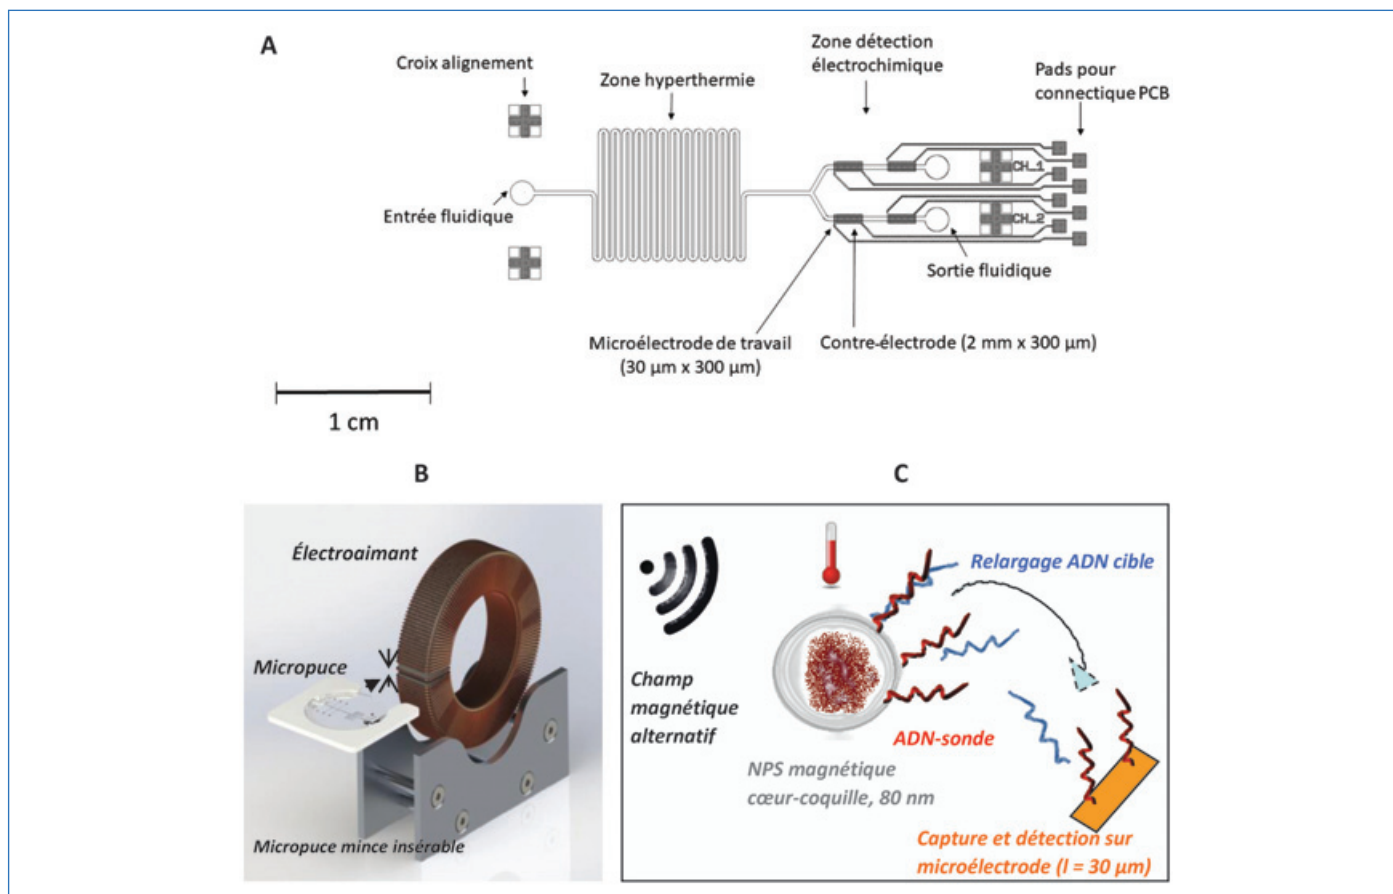 A
Croix alignement
Zone hyperthermie
Zone détection
électrochimique
Pads pour
connectique PCB
CH_1
Entrée fluidique
CH_2
Sortie fluidique
Microélectrode de travail
(30 µm x 300 µm)
Contre-électrode (2 mm x 300 µm)
1 cm
B
Électroaimant
Micropuce
Micropuce mince insérable
C
Relargage ADN cible
Champ
magnétique
alternatif
ADN-sonde
NPS magnétique
cœur-coquille, 80 nm
Capture et détection sur
microélectrode (l = 30 µm)